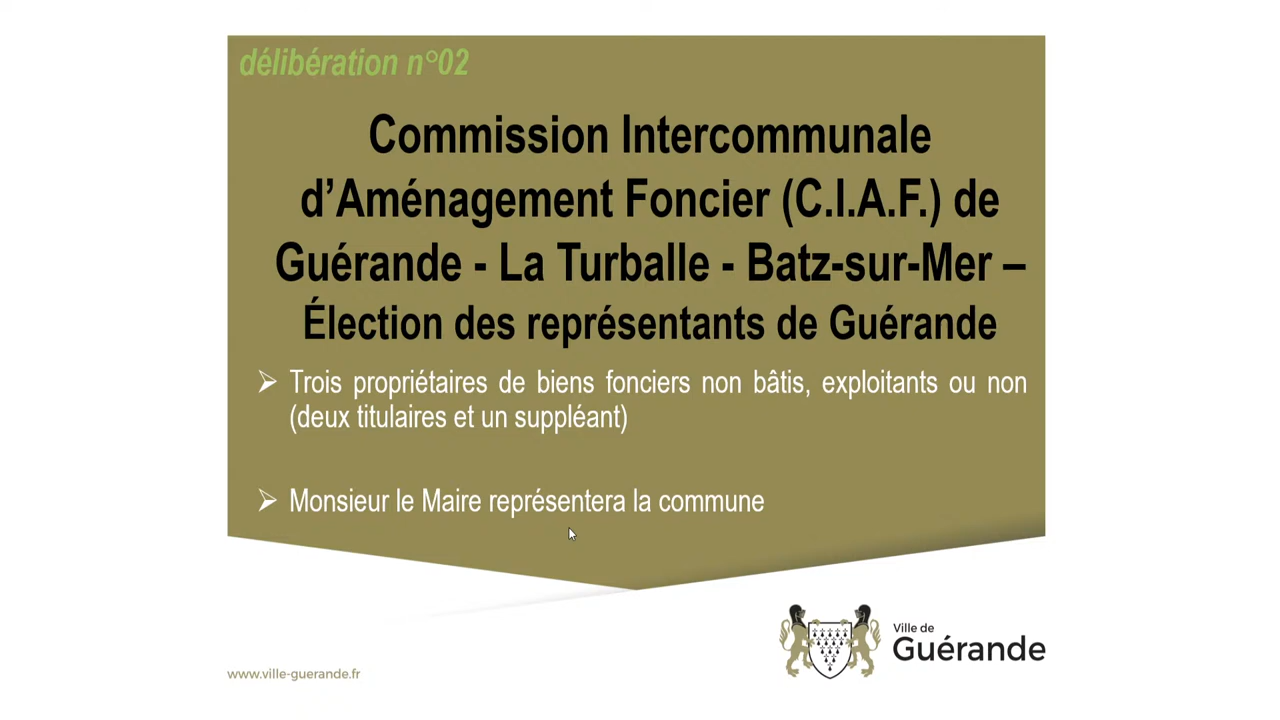 délibération n°02
Commission Intercommunale
d’Aménagement Foncier (C.I.A.F.) de
Guérande - La Turballe - Batz-sur-Mer –
Élection des représentants de Guérande
➢ Trois propriétaires de biens fonciers non bâtis, exploitants ou non
(deux titulaires et un suppléant)
➢ Monsieur le Maire représentera la commune
Ville de
Guérande
www.ville-guerande.fr